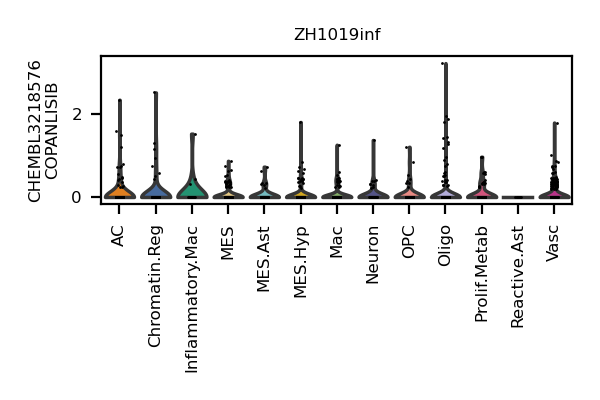 ZH1019inf
CHEMBL3218576
COPANLISIB
2
0
AC
Chromatin.Reg
Inflammatory.Mac
MES
MES.Ast
MES.Hyp
Mac
Neuron
OPC
Oligo
Prolif.Metab
Reactive.Ast
Vasc